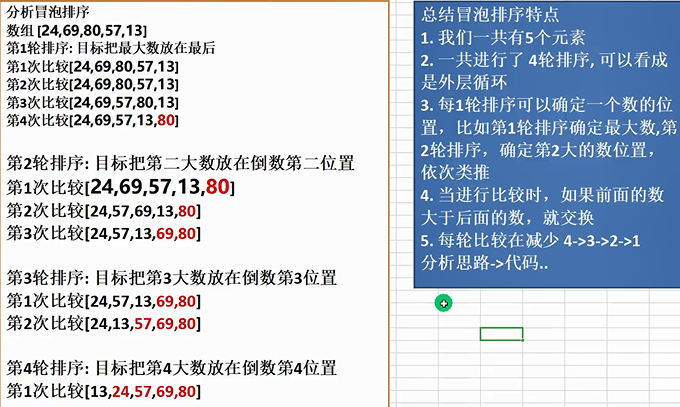 分析冒泡排序
数组 [24,69,80,57,13]
第1轮排序: 目标把最大数放在最后
第1次比较[24,69,80,57,13]
第2次比较[24,69,80,57,13]
第3次比较[24,69,57,80,13]
第4次比较[24,69,57,13,80]
第2轮排序: 目标把第二大数放在倒数第二位置
第1次比较[24,69,57,13,80]
第2次比较[24,57,69,13,80]
第3次比较[24,57,13,69,80]
第3轮排序: 目标把第3大数放在倒数第3位置
第1次比较[24,57,13,69,80]
第2次比较[24,13,57,69,80]
第4轮排序: 目标把第4大数放在倒数第4位置
第1次比较[13,24,57,69,80]
总结冒泡排序特点
1. 我们一共有5个元素
2. 一共进行了 4轮排序, 可以看成
是外层循环
3. 每1轮排序可以确定一个数的位
置，比如第1轮排序确定最大数,第
2轮排序，确定第2大的数位置，
依次类推
4. 当进行比较时，如果前面的数
大于后面的数，就交换
5. 每轮比较在减少 4->3->2->1
分析思路->代码..